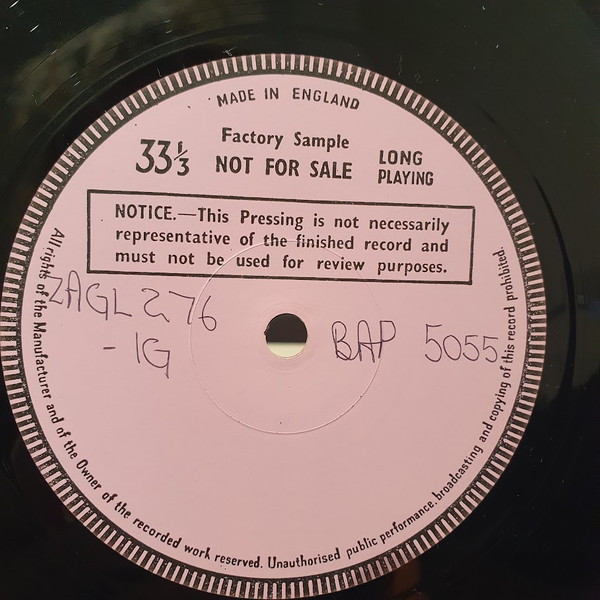 MADE IN ENGLAND
Factory Sample
33⅓ NOT FOR SALE LONG PLAYING
NOTICE.—This Pressing is not necessarily
representative of the finished record and
must not be used for review purposes.
ZAGL 276
- 1G
BAP 5055
All rights of the Manufacturer and of the Owner of the recorded work reserved. Unauthorised public performance, broadcasting and copying of this record prohibited.